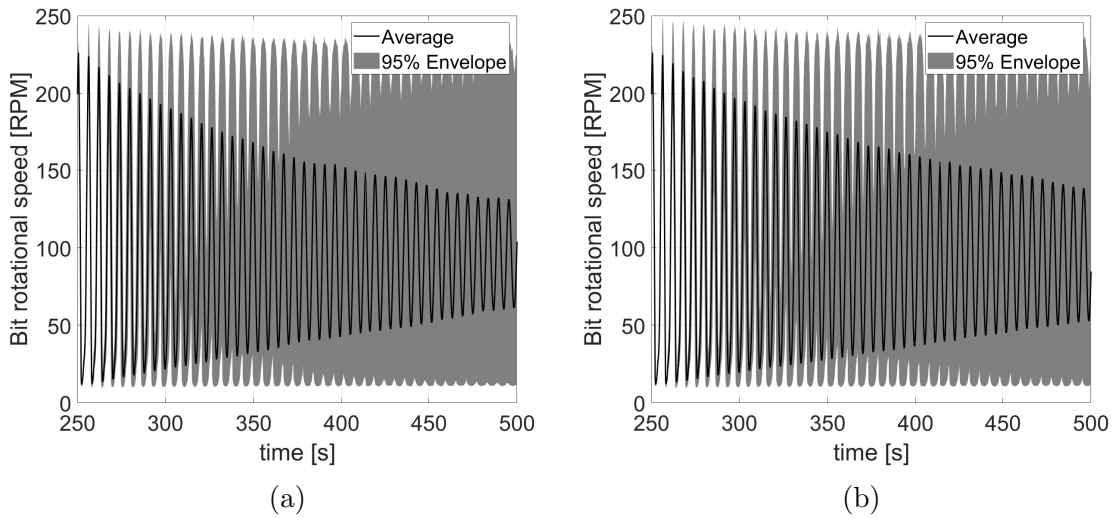 250
200
150
100
50
0
Bit rotational speed [RPM]
Average
95% Envelope
250 300 350 400 450 500
time [s]
(a)
250
200
150
100
50
0
Bit rotational speed [RPM]
Average
95% Envelope
250 300 350 400 450 500
time [s]
(b)